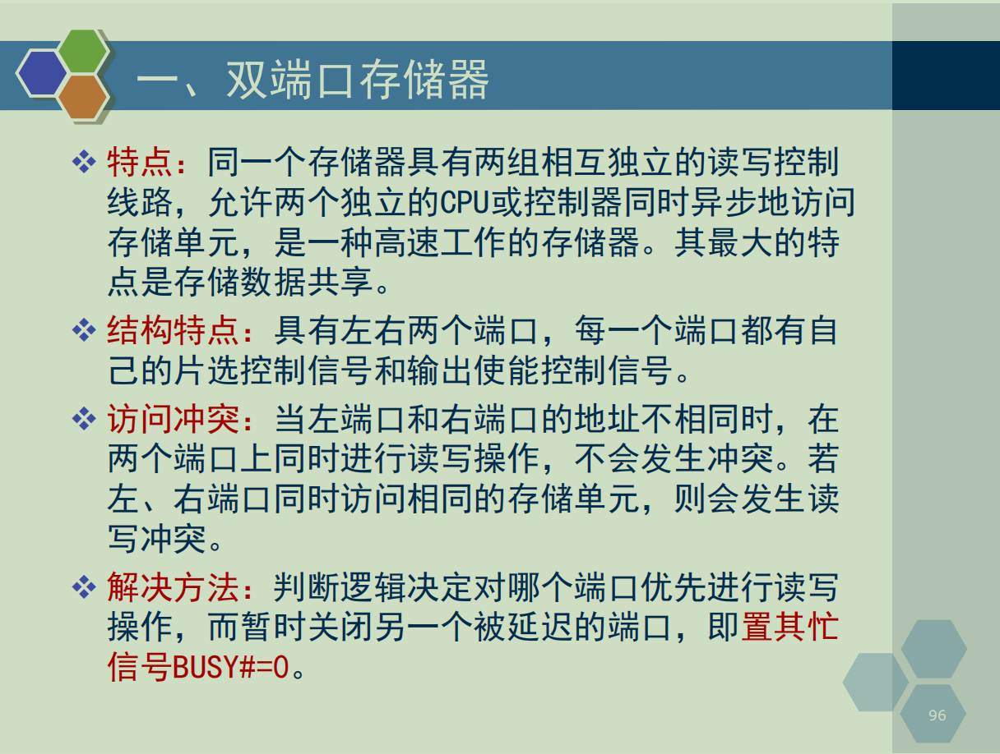 一、双端口存储器
特点：同一个存储器具有两组相互独立的读写控制
线路，允许两个独立的CPU或控制器同时异步地访问
存储单元，是一种高速工作的存储器。其最大的特
点是存储数据共享。
结构特点：具有左右两个端口，每一个端口都有自
己的片选控制信号和输出使能控制信号。
访问冲突：当左端口和右端口的地址不相同时，在
两个端口上同时进行读写操作，不会发生冲突。若
左、右端口同时访问相同的存储单元，则会发生读
写冲突。
解决方法：判断逻辑决定对哪个端口优先进行读写
操作，而暂时关闭另一个被延迟的端口，即置其忙
信号BUSY#=0。
96